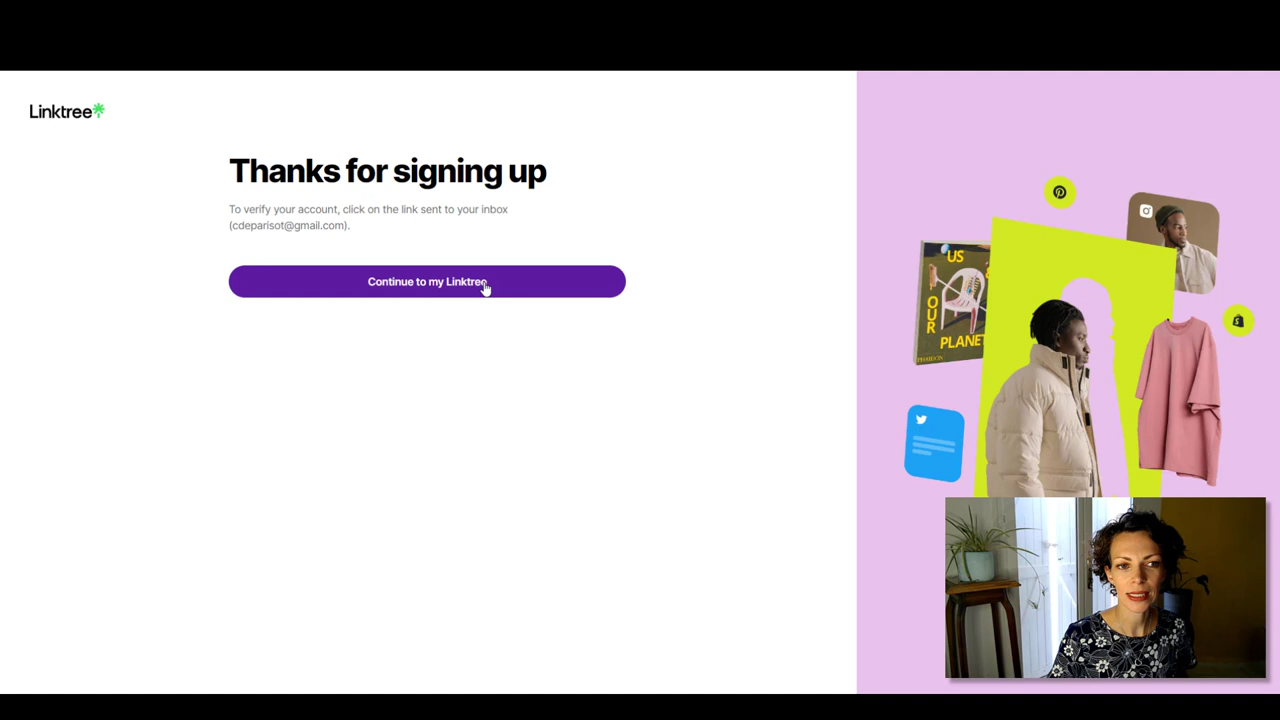 Linktree
Thanks for signing up
To verify your account, click on the link sent to your inbox
(cdeparisot@gmail.com).
Continue to my Linktree
US
OUR
PLANET
PHAIDON